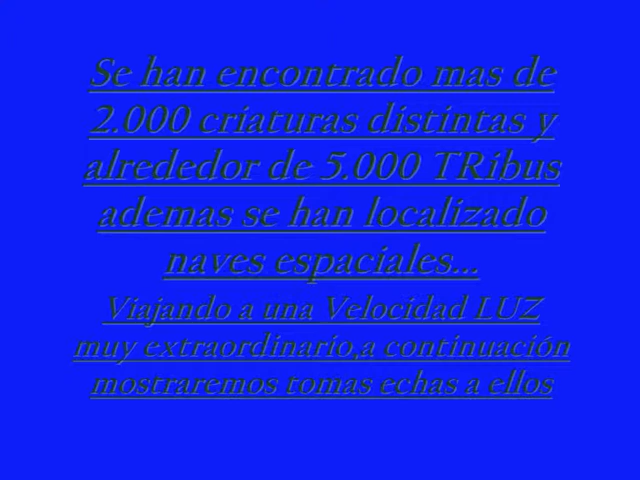 Se han encontrado mas de
2.000 criaturas distintas y
alrededor de 5.000 TRibus
ademas se han localizado
naves espaciales...
Viajando a una Velocidad LUZ
muy extraordinario,a continuación
mostraremos tomas echas a ellos